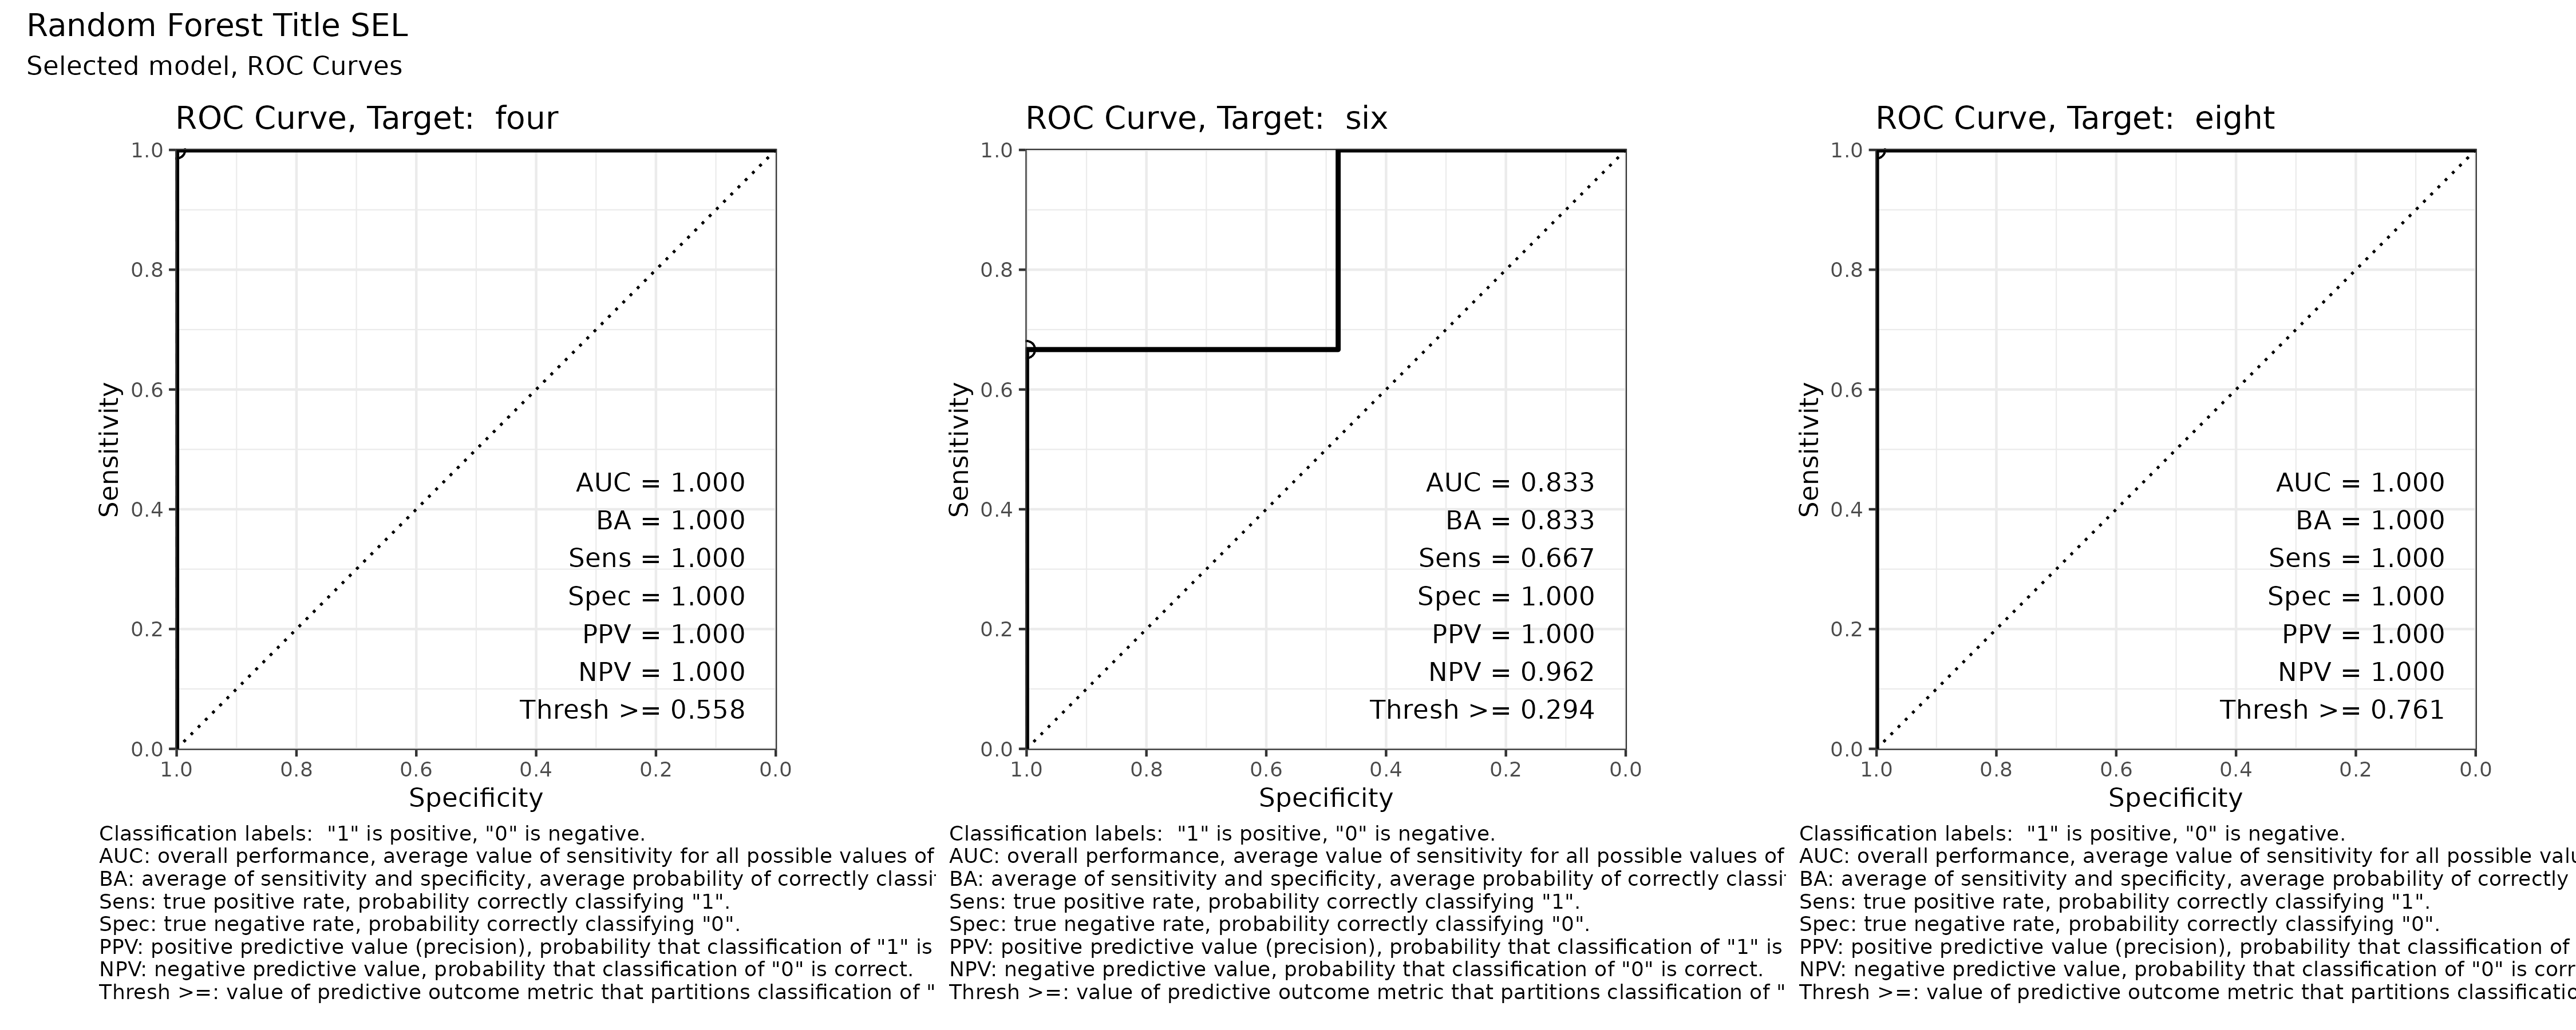 Random Forest Title SEL
Selected model, ROC Curves
ROC Curve, Target:  four
1.0
0.8
0.6
0.4
0.2
0.0
Sensitivity
AUC = 1.000
BA = 1.000
Sens = 1.000
Spec = 1.000
PPV = 1.000
NPV = 1.000
Thresh >= 0.558
1.0 0.8 0.6 0.4 0.2 0.0
Specificity
Classification labels:  "1" is positive, "0" is negative.
AUC: overall performance, average value of sensitivity for all possible values of
BA: average of sensitivity and specificity, average probability of correctly
Sens: true positive rate, probability correctly classifying "1".
Spec: true negative rate, probability correctly classifying "0".
PPV: positive predictive value (precision), probability that classification of "1" is
NPV: negative predictive value, probability that classification of "0" is correct.
Thresh >=: value of predictive outcome metric that partitions classification of "
ROC Curve, Target:  six
1.0
0.8
0.6
0.4
0.2
0.0
Sensitivity
AUC = 0.833
BA = 0.833
Sens = 0.667
Spec = 1.000
PPV = 1.000
NPV = 0.962
Thresh >= 0.294
1.0 0.8 0.6 0.4 0.2 0.0
Specificity
Classification labels:  "1" is positive, "0" is negative.
AUC: overall performance, average value of sensitivity for all possible values of
BA: average of sensitivity and specificity, average probability of correctly
Sens: true positive rate, probability correctly classifying "1".
Spec: true negative rate, probability correctly classifying "0".
PPV: positive predictive value (precision), probability that classification of "1" is
NPV: negative predictive value, probability that classification of "0" is correct.
Thresh >=: value of predictive outcome metric that partitions classification of "
ROC Curve, Target:  eight
1.0
0.8
0.6
0.4
0.2
0.0
Sensitivity
AUC = 1.000
BA = 1.000
Sens = 1.000
Spec = 1.000
PPV = 1.000
NPV = 1.000
Thresh >= 0.761
1.0 0.8 0.6 0.4 0.2 0.0
Specificity
Classification labels:  "1" is positive, "0" is negative.
AUC: overall performance, average value of sensitivity for all possible
BA: average of sensitivity and specificity, average probability of correctly
Sens: true positive rate, probability correctly classifying "1".
Spec: true negative rate, probability correctly classifying "0".
PPV: positive predictive value (precision), probability that classification of
NPV: negative predictive value, probability that classification of "0" is
Thresh >=: value of predictive outcome metric that partitions